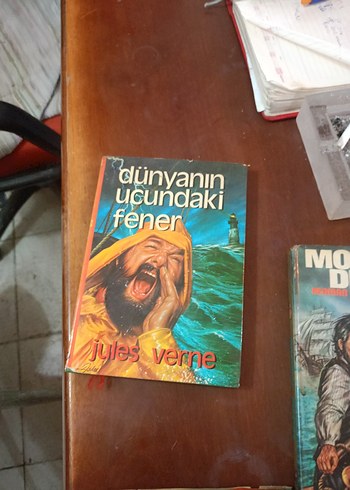 dünyanın
ucundaki
fener
jules verne
MO
D